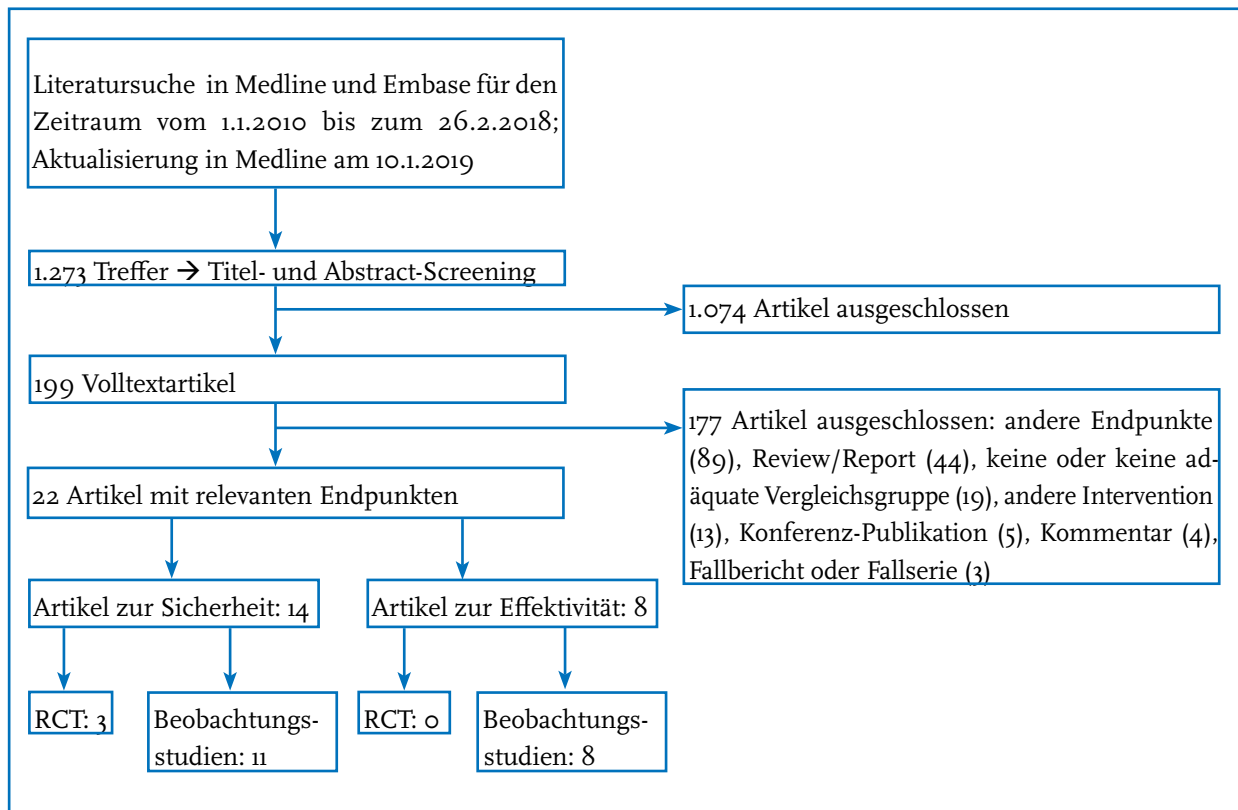 Literatursuche in Medline und Embase für den
Zeitraum vom 1.1.2010 bis zum 26.2.2018;
Aktualisierung in Medline am 10.1.2019
1.273 Treffer → Titel- und Abstract-Screening
1.074 Artikel ausgeschlossen
199 Volltextartikel
177 Artikel ausgeschlossen: andere Endpunkte
(89), Review/Report (44), keine oder keine ad-
äquate Vergleichsgruppe (19), andere Intervention
(13), Konferenz-Publikation (5), Kommentar (4),
Fallbericht oder Fallserie (3)
22 Artikel mit relevanten Endpunkten
Artikel zur Sicherheit: 14
Artikel zur Effektivität: 8
RCT: 3
Beobachtungs-
studien: 11
RCT: 0
Beobachtungs-
studien: 8